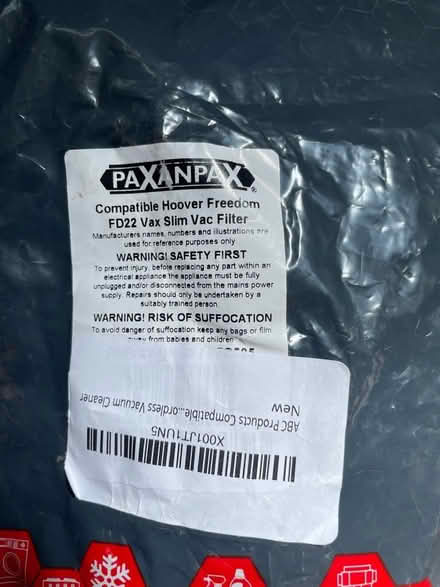 PAXANPAX®
Compatible Hoover Freedom
FD22 Vax Slim Vac Filter
Manufacturers names, numbers and illustrations are
used for reference purposes only
WARNING! SAFETY FIRST
To prevent injury, before replacing any part within an
electrical appliance the appliance must be fully
unplugged and/or disconnected from the mains power
supply. Repairs should only be undertaken by a
suitably trained person.
WARNING! RISK OF SUFFOCATION
To avoid danger of suffocation keep any bags or film
away from babies and children
X001JT1UN5
ABC Products Compatible...ordless Vacuum Cleaner
New